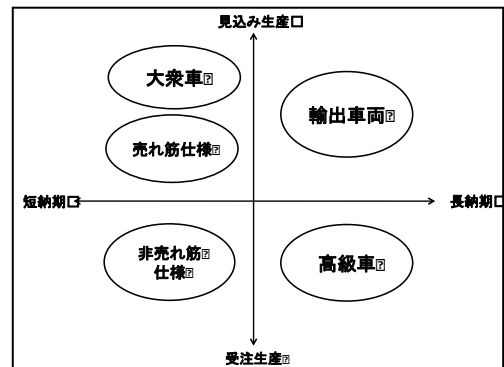 見込み生産
大衆車
輸出車両
売れ筋仕様
短納期
長納期
非売れ筋
仕様
高級車
受注生産